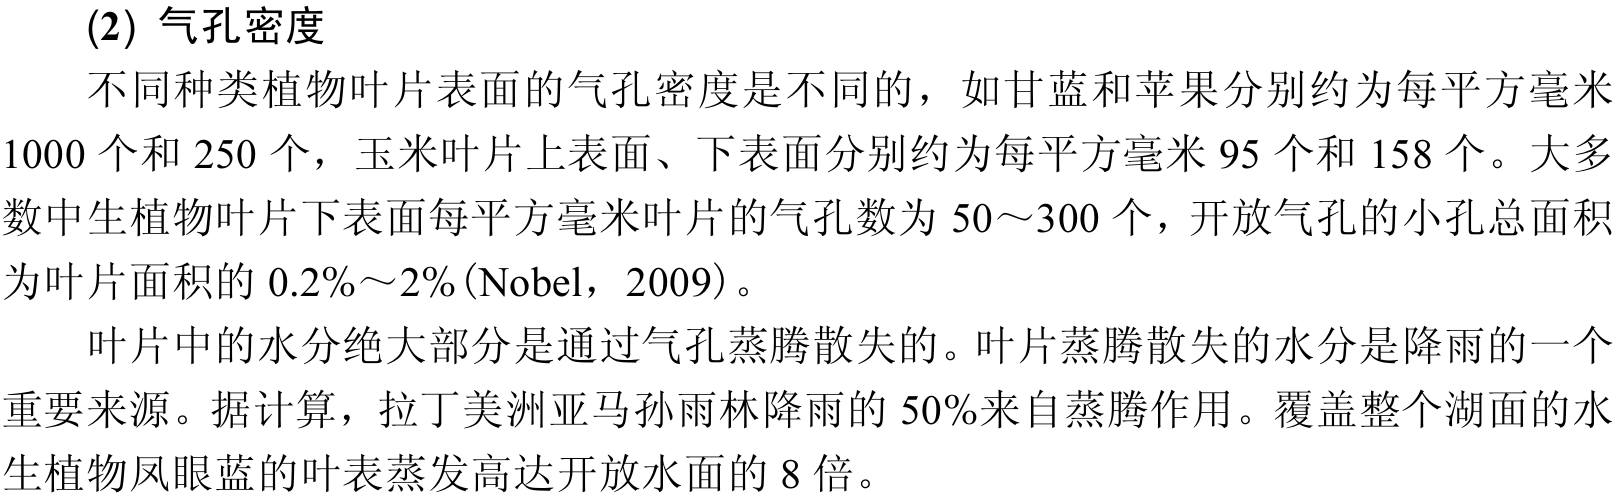 (2) 气孔密度
不同种类植物叶片表面的气孔密度是不同的，如甘蓝和苹果分别约为每平方毫米
1000 个和 250 个，玉米叶片上表面、下表面分别约为每平方毫米 95 个和 158 个。大多
数中生植物叶片下表面每平方毫米叶片的气孔数为 50～300 个，开放气孔的小孔总面积
为叶片面积的 0.2%～2%(Nobel，2009)。
叶片中的水分绝大部分是通过气孔蒸腾散失的。叶片蒸腾散失的水分是降雨的一个
重要来源。据计算，拉丁美洲亚马孙雨林降雨的 50%来自蒸腾作用。覆盖整个湖面的水
生植物凤眼蓝的叶表蒸发高达开放水面的 8 倍。